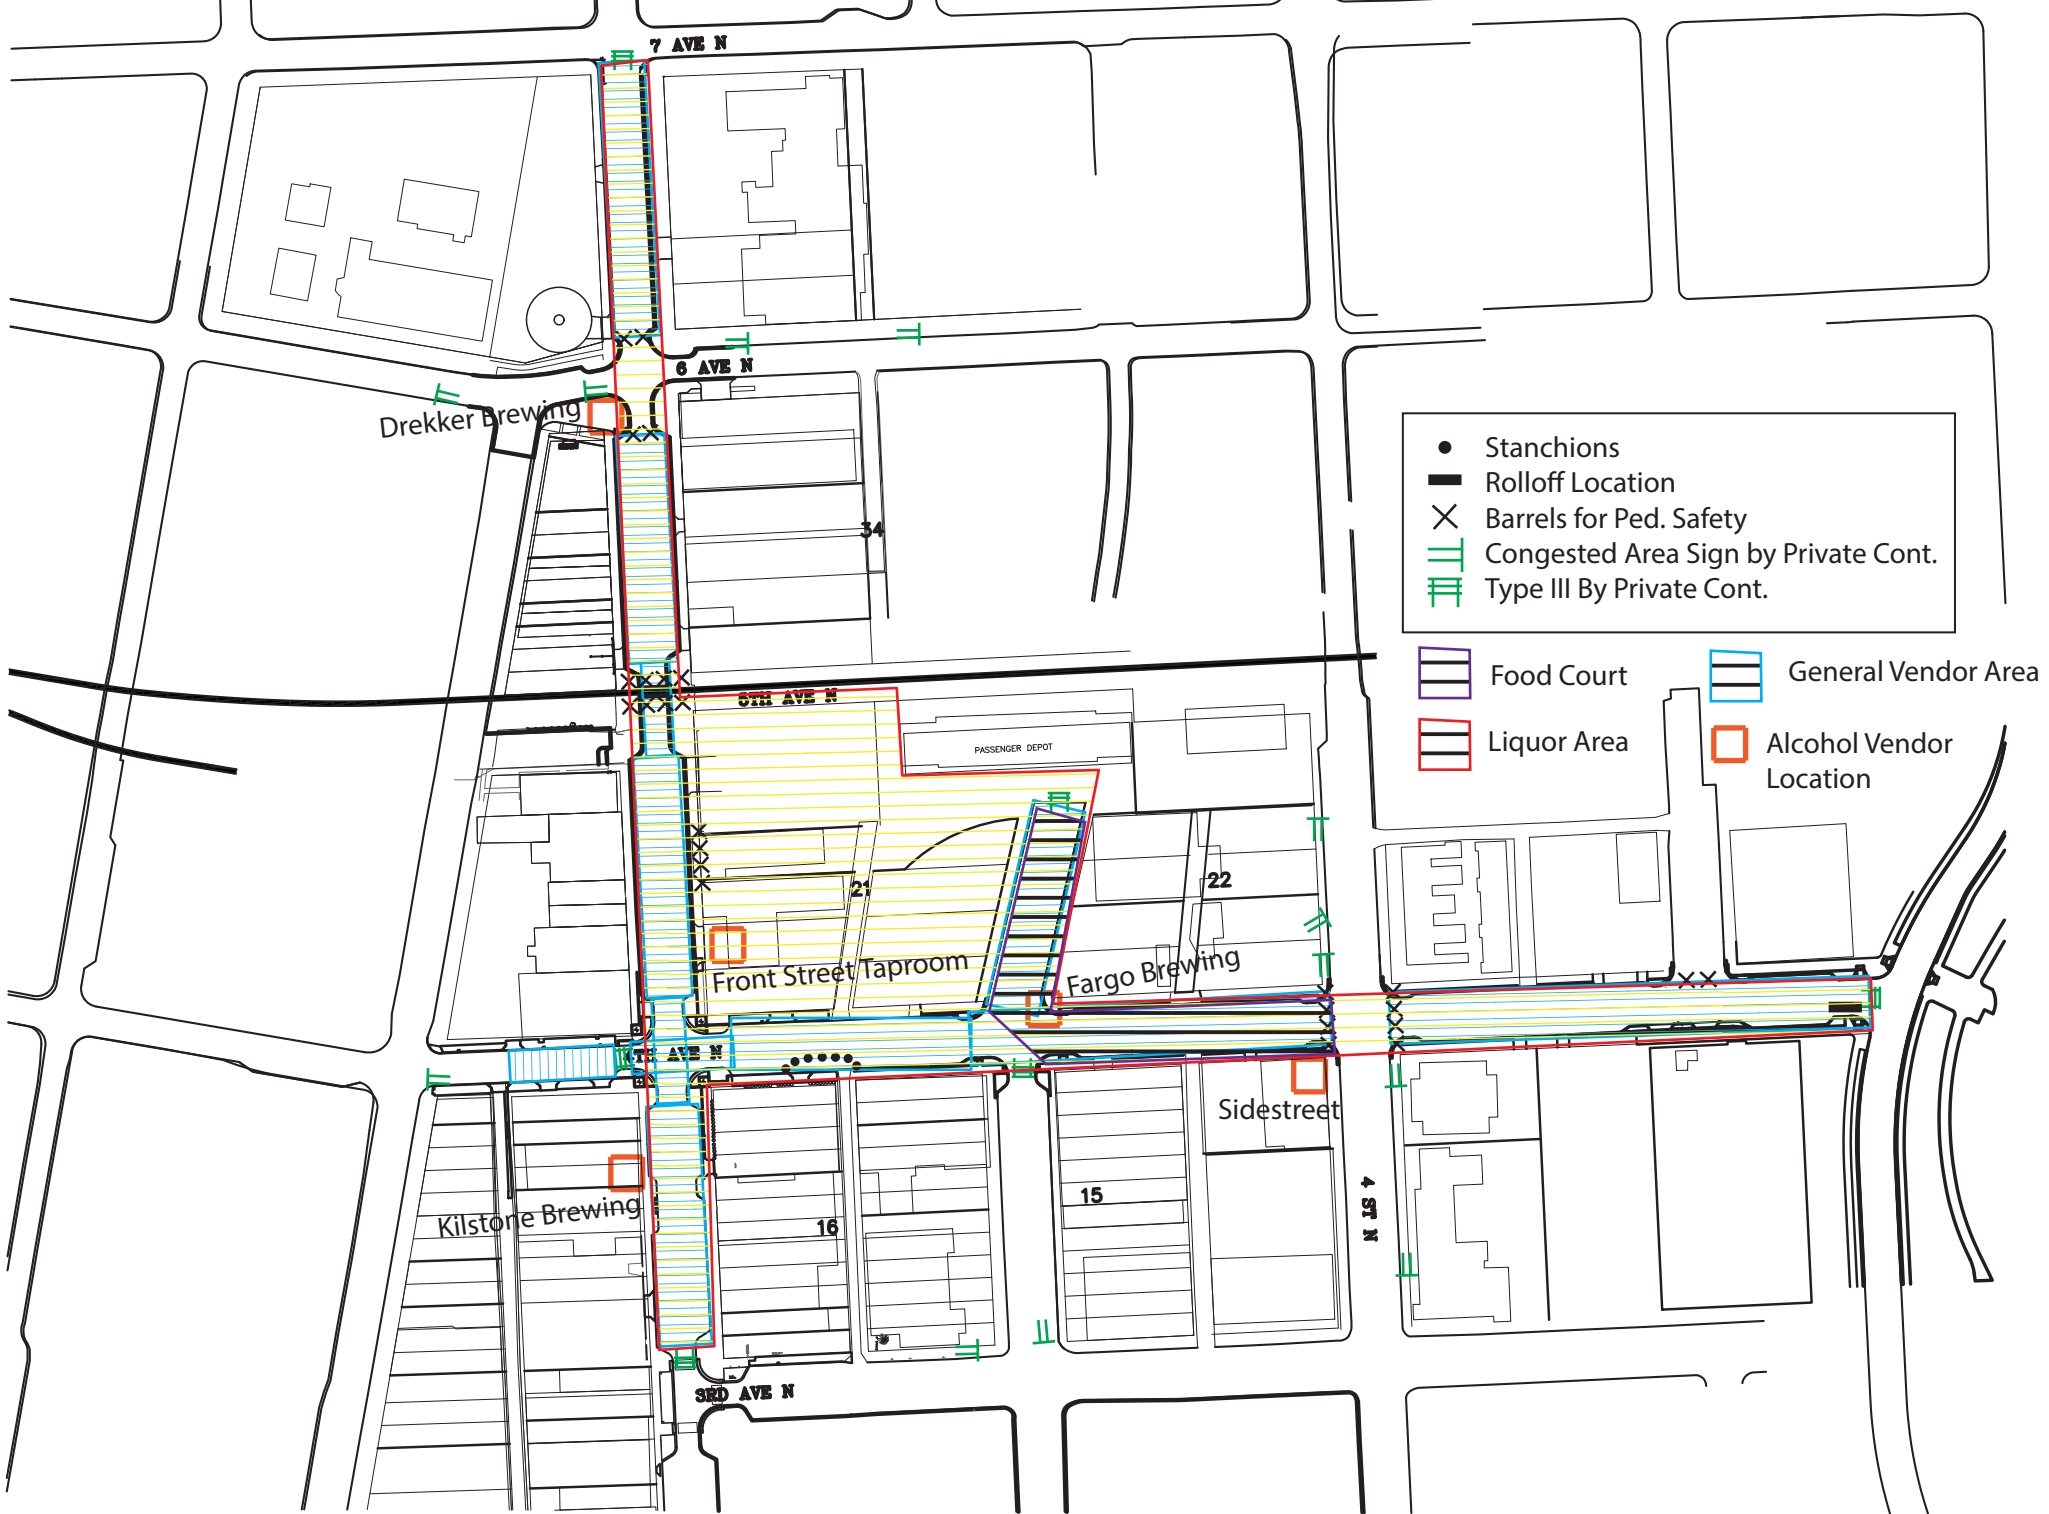 7 AVE N
6 AVE N
Drekker Brewing
34
Stanchions
Rolloff Location
Barrels for Ped. Safety
Congested Area Sign by Private Cont.
Type III By Private Cont.
Food Court
General Vendor Area
Liquor Area
Alcohol Vendor
Location
5TH AVE N
PASSENGER DEPOT
21
22
Front Street Taproom
Fargo Brewing
TH AVE N
Sidestreet
Kilstone Brewing
16
15
4 ST N
3RD AVE N